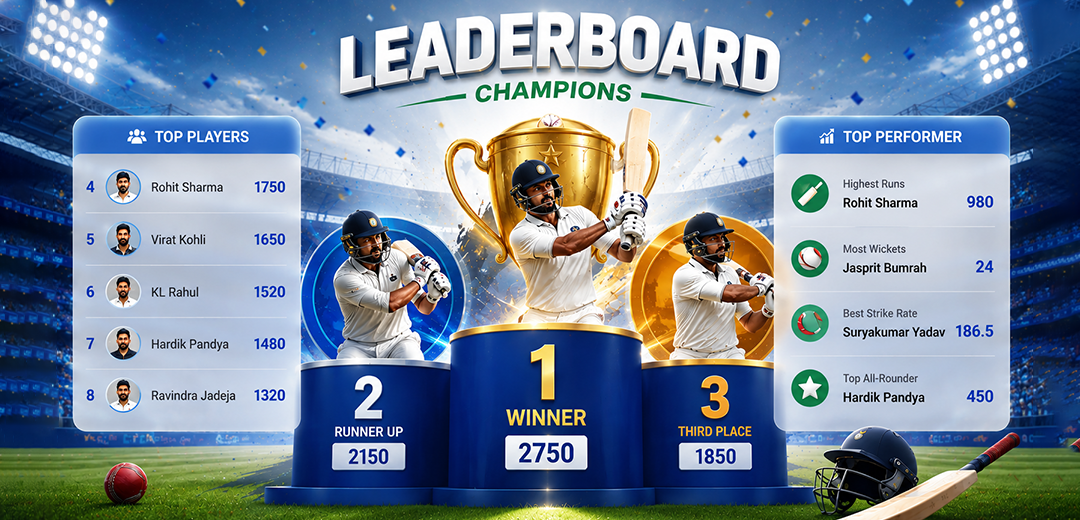 LEADERBOARD
CHAMPIONS
TOP PLAYERS
4 Rohit Sharma 1750
5 Virat Kohli 1650
6 KL Rahul 1520
7 Hardik Pandya 1480
8 Ravindra Jadeja 1320
2
RUNNER UP
2150
1
WINNER
2750
3
THIRD PLACE
1850
TOP PERFORMER
Highest Runs
Rohit Sharma 980
Most Wickets
Jasprit Bumrah 24
Best Strike Rate
Suryakumar Yadav 186.5
Top All-Rounder
Hardik Pandya 450